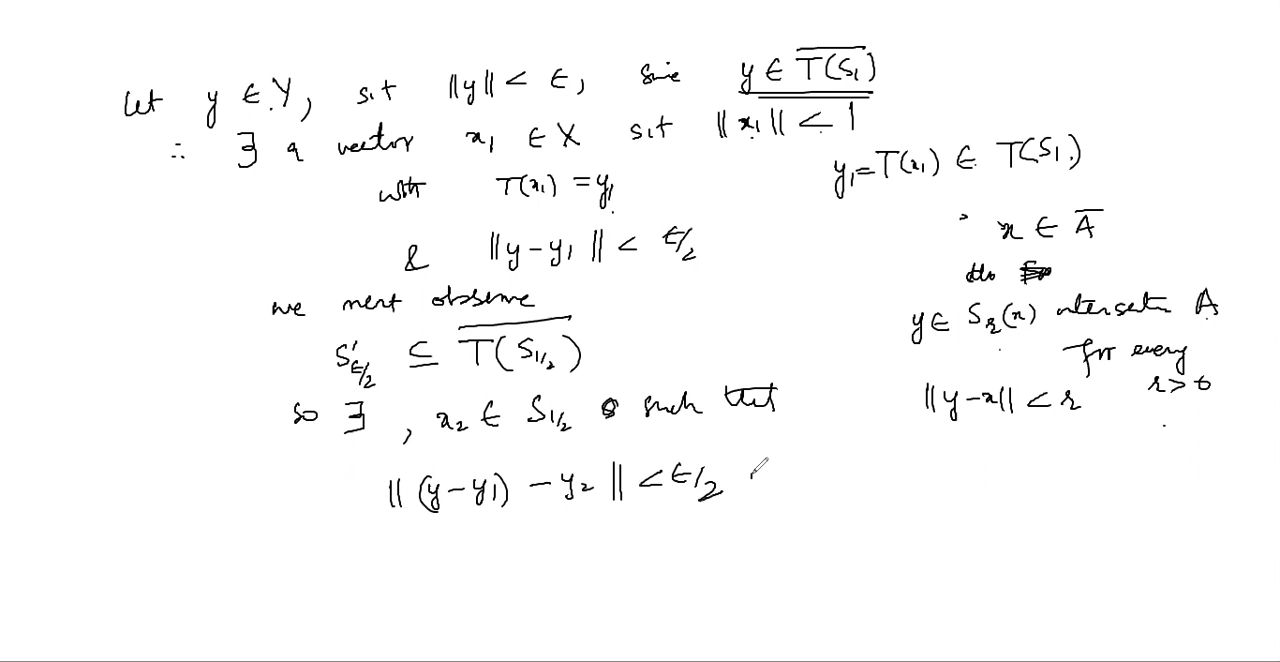 Let y ∈ Y, s.t ‖y‖ < ∈, since y ∈ \overline{T(S₁)}
∴ ∃ a vector x₁ ∈ X s.t ‖x₁‖ < 1
with T(x₁) = y₁
y₁ = T(x₁) ∈ T(S₁)
& ‖y - y₁‖ < ∈/2
we next observe
S'_{∈/2} ⊆ \overline{T(S_{1/2})}
so ∃, x₂ ∈ S_{1/2} such that
‖(y - y₁) - y₂‖ < ∈/2
x ∈ \overline{A}
y ∈ S_r(x) intersects A
for every
r > 0
‖y - x‖ < r